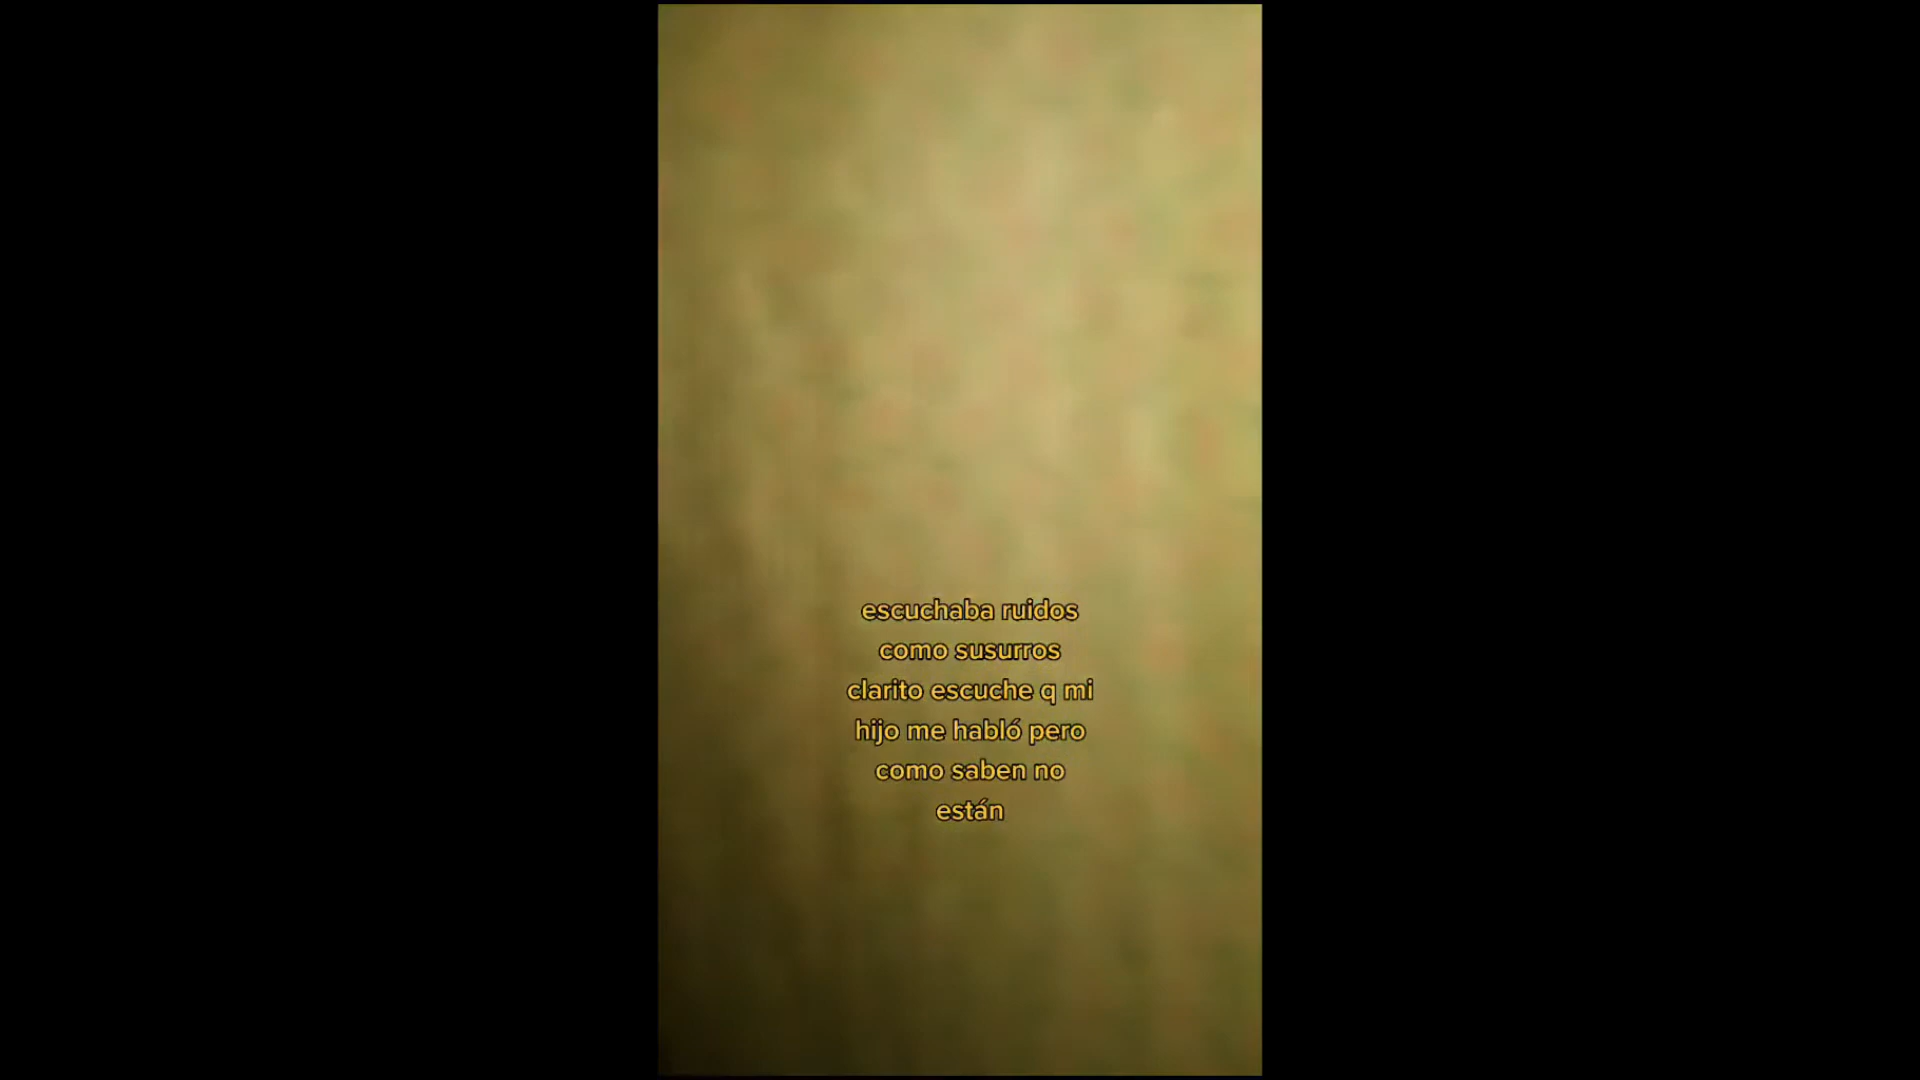 escuchaba ruidos
como susurros
clarito escuche q mi
hijo me habló pero
como saben no
están